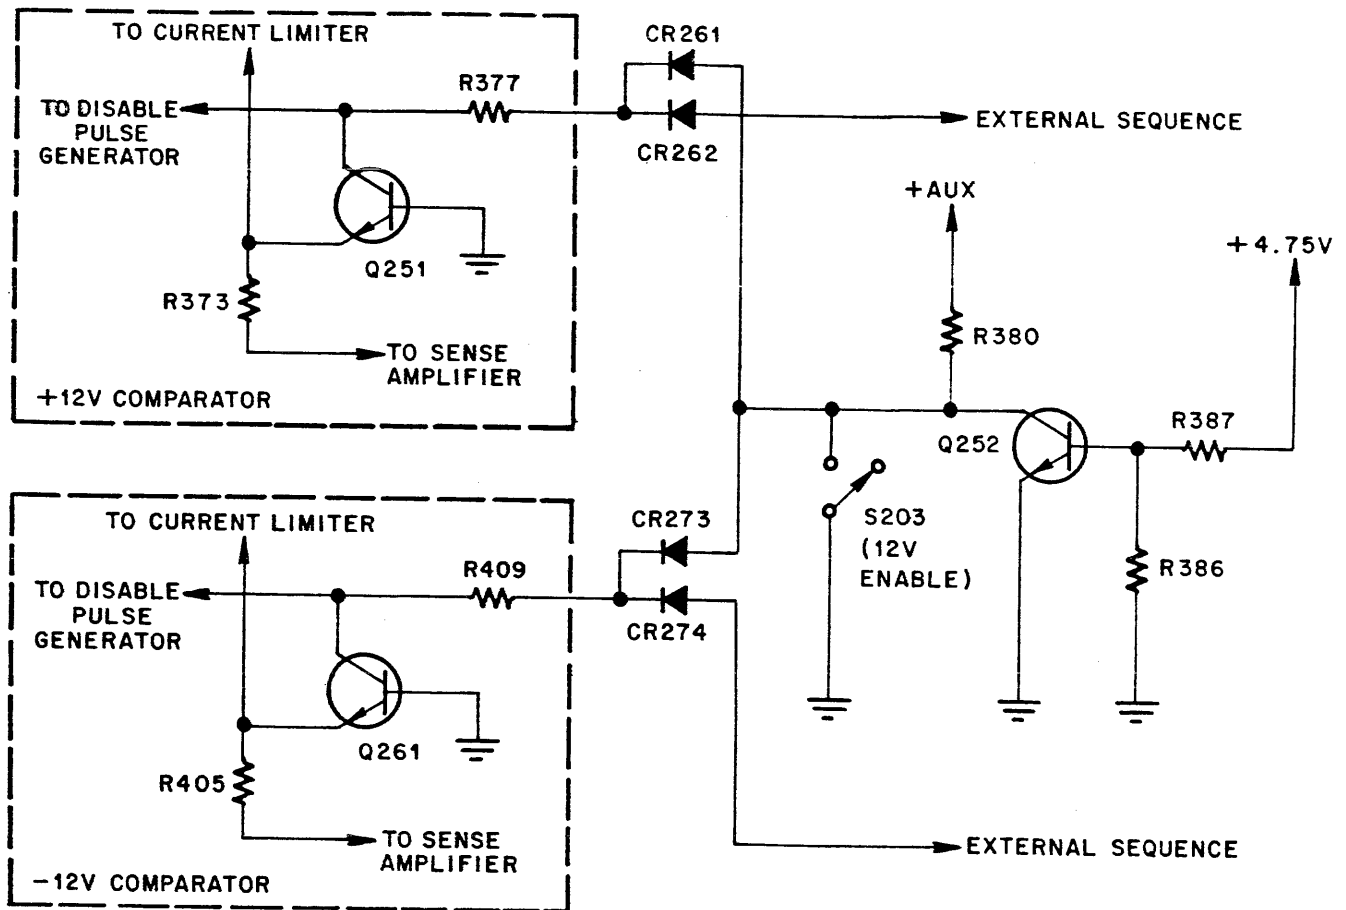 TO CURRENT LIMITER
CR261
R377
TO DISABLE
PULSE
GENERATOR
EXTERNAL SEQUENCE
CR262
+AUX
+4.75V
Q251
R373
R380
TO SENSE
AMPLIFIER
+12V COMPARATOR
R387
Q252
TO CURRENT LIMITER
CR273
S203
(12V
ENABLE)
R409
R386
TO DISABLE
PULSE
GENERATOR
CR274
Q261
R405
TO SENSE
AMPLIFIER
EXTERNAL SEQUENCE
-12V COMPARATOR